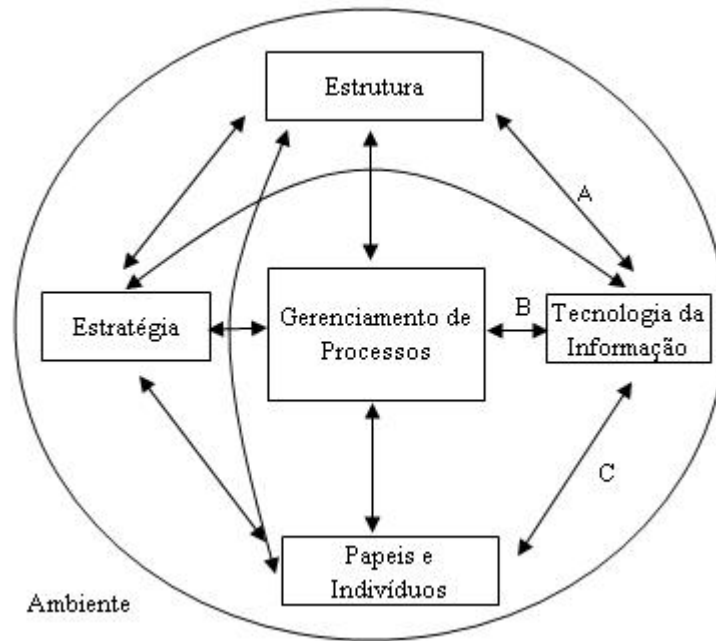 Estrutura
A
Estratégia
Gerenciamento de
Processos
B
Tecnologia da
Informação
C
Papeis e
Indivíduos
Ambiente